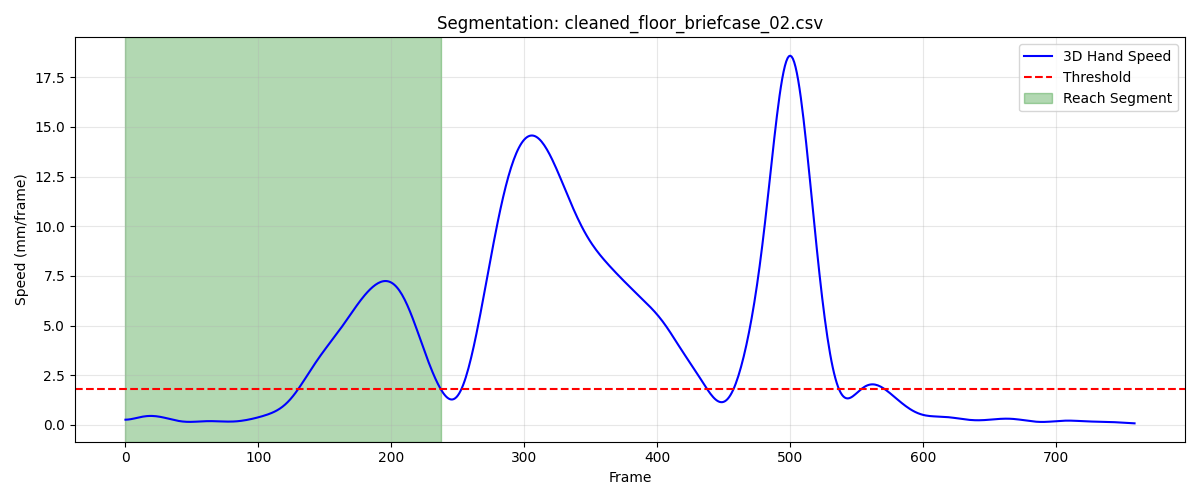 Segmentation: cleaned_floor_briefcase_02.csv
3D Hand Speed
Threshold
Reach Segment
Speed (mm/frame)
17.5
15.0
12.5
10.0
7.5
5.0
2.5
0.0
0 100 200 300 400 500 600 700
Frame